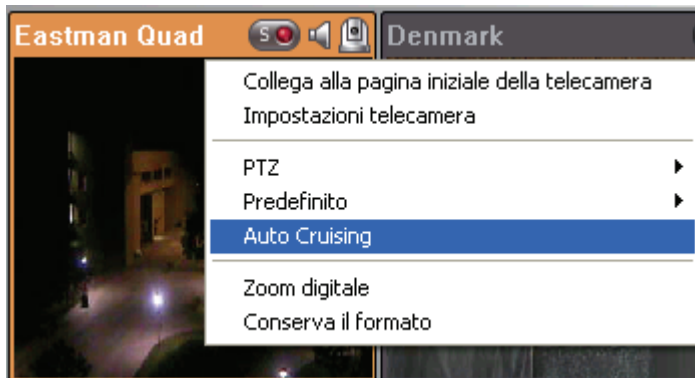 Eastman Quad S Denmark
Collega alla pagina iniziale della telecamera
Impostazioni telecamera
PTZ
Predefinito
Auto Cruising
Zoom digitale
Conserva il formato